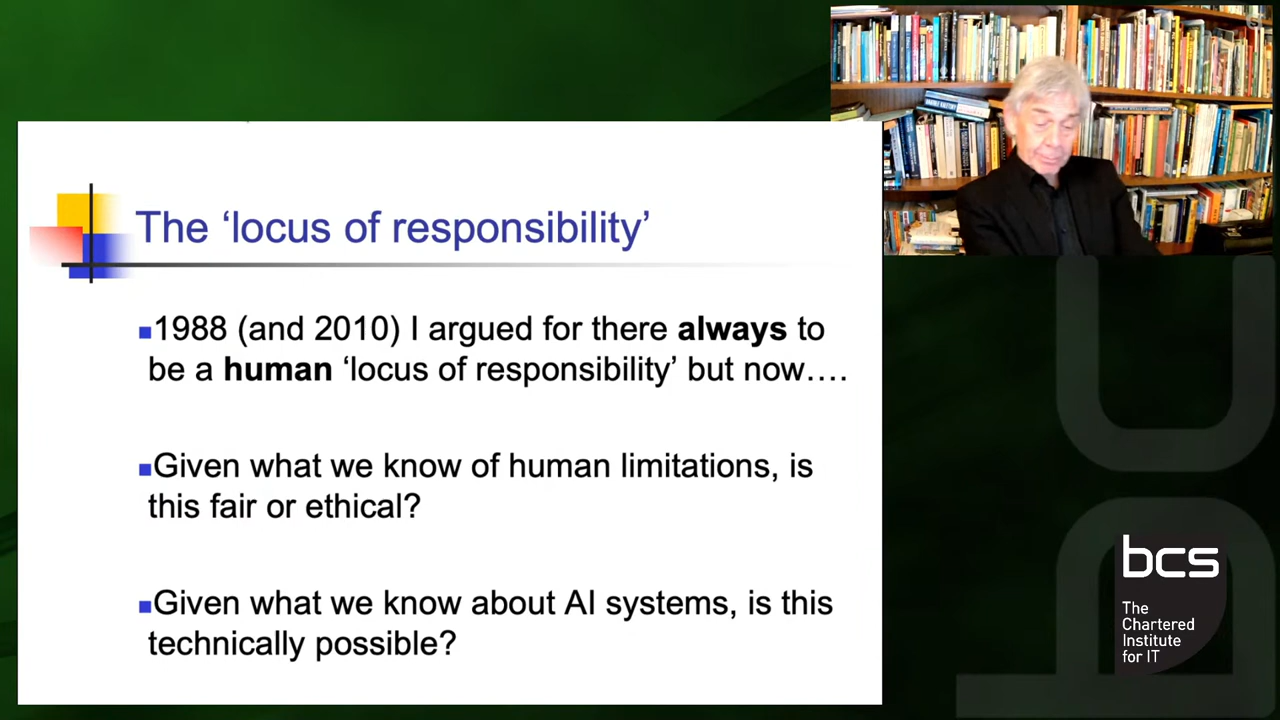 The ‘locus of responsibility’
1988 (and 2010) I argued for there always to
be a human ‘locus of responsibility’ but now….
Given what we know of human limitations, is
this fair or ethical?
Given what we know about AI systems, is this
technically possible?
bcs
The
Chartered
Institute
for IT